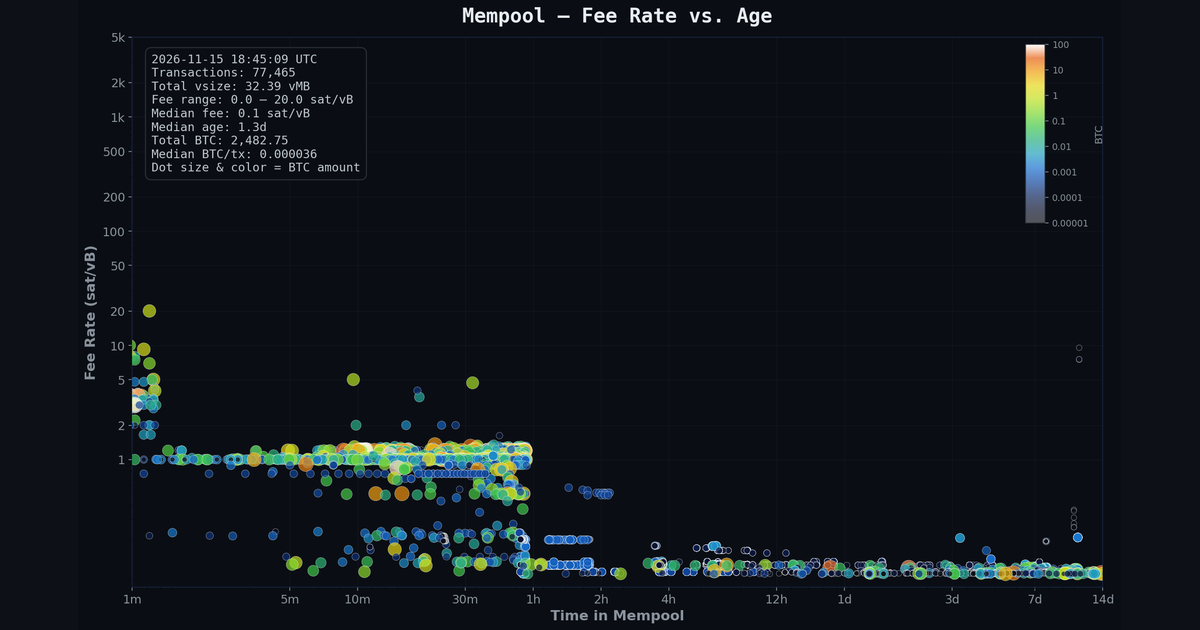 Mempool — Fee Rate vs. Age
5k
2k
1k
500
200
100
50
20
10
5
2
1
Fee Rate (sat/vB)
2026-11-15 18:45:09 UTC
Transactions: 77,465
Total vsize: 32.39 vMB
Fee range: 0.0 — 20.0 sat/vB
Median fee: 0.1 sat/vB
Median age: 1.3d
Total BTC: 2,482.75
Median BTC/tx: 0.000036
Dot size & color = BTC amount
100
10
1
0.1
0.01
0.001
0.0001
0.00001
BTC
1m
5m
10m
30m
1h
2h
4h
12h
1d
3d
7d
14d
Time in Mempool